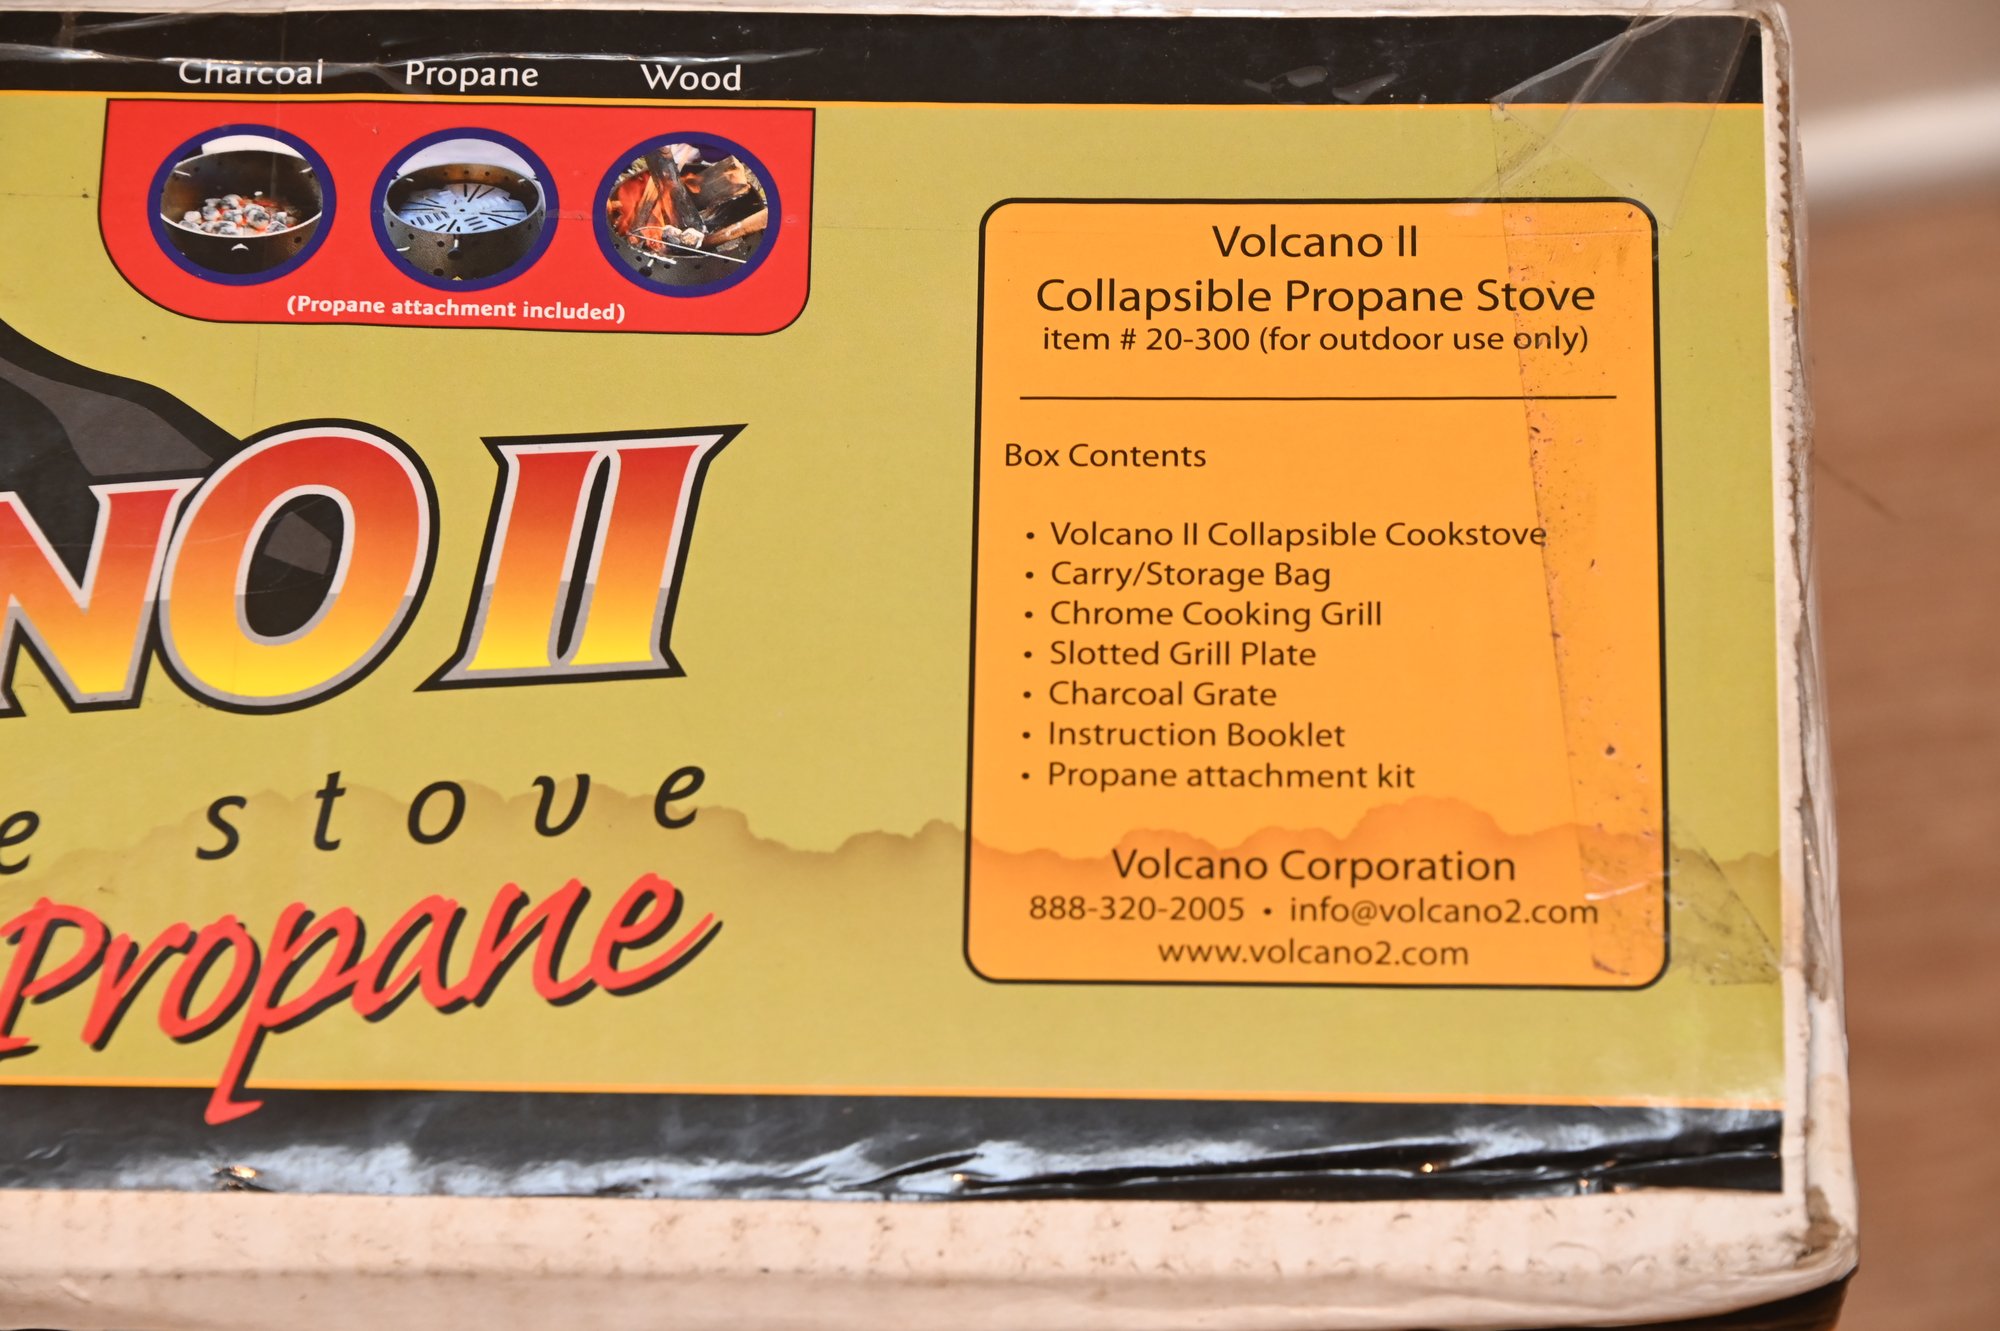 Charcoal Propane Wood
(Propane attachment included)
NO II
e stove
Propane
Volcano II
Collapsible Propane Stove
item # 20-300 (for outdoor use only)
Box Contents
• Volcano II Collapsible Cookstove
• Carry/Storage Bag
• Chrome Cooking Grill
• Slotted Grill Plate
• Charcoal Grate
• Instruction Booklet
• Propane attachment kit
Volcano Corporation
888-320-2005 • info@volcano2.com
www.volcano2.com